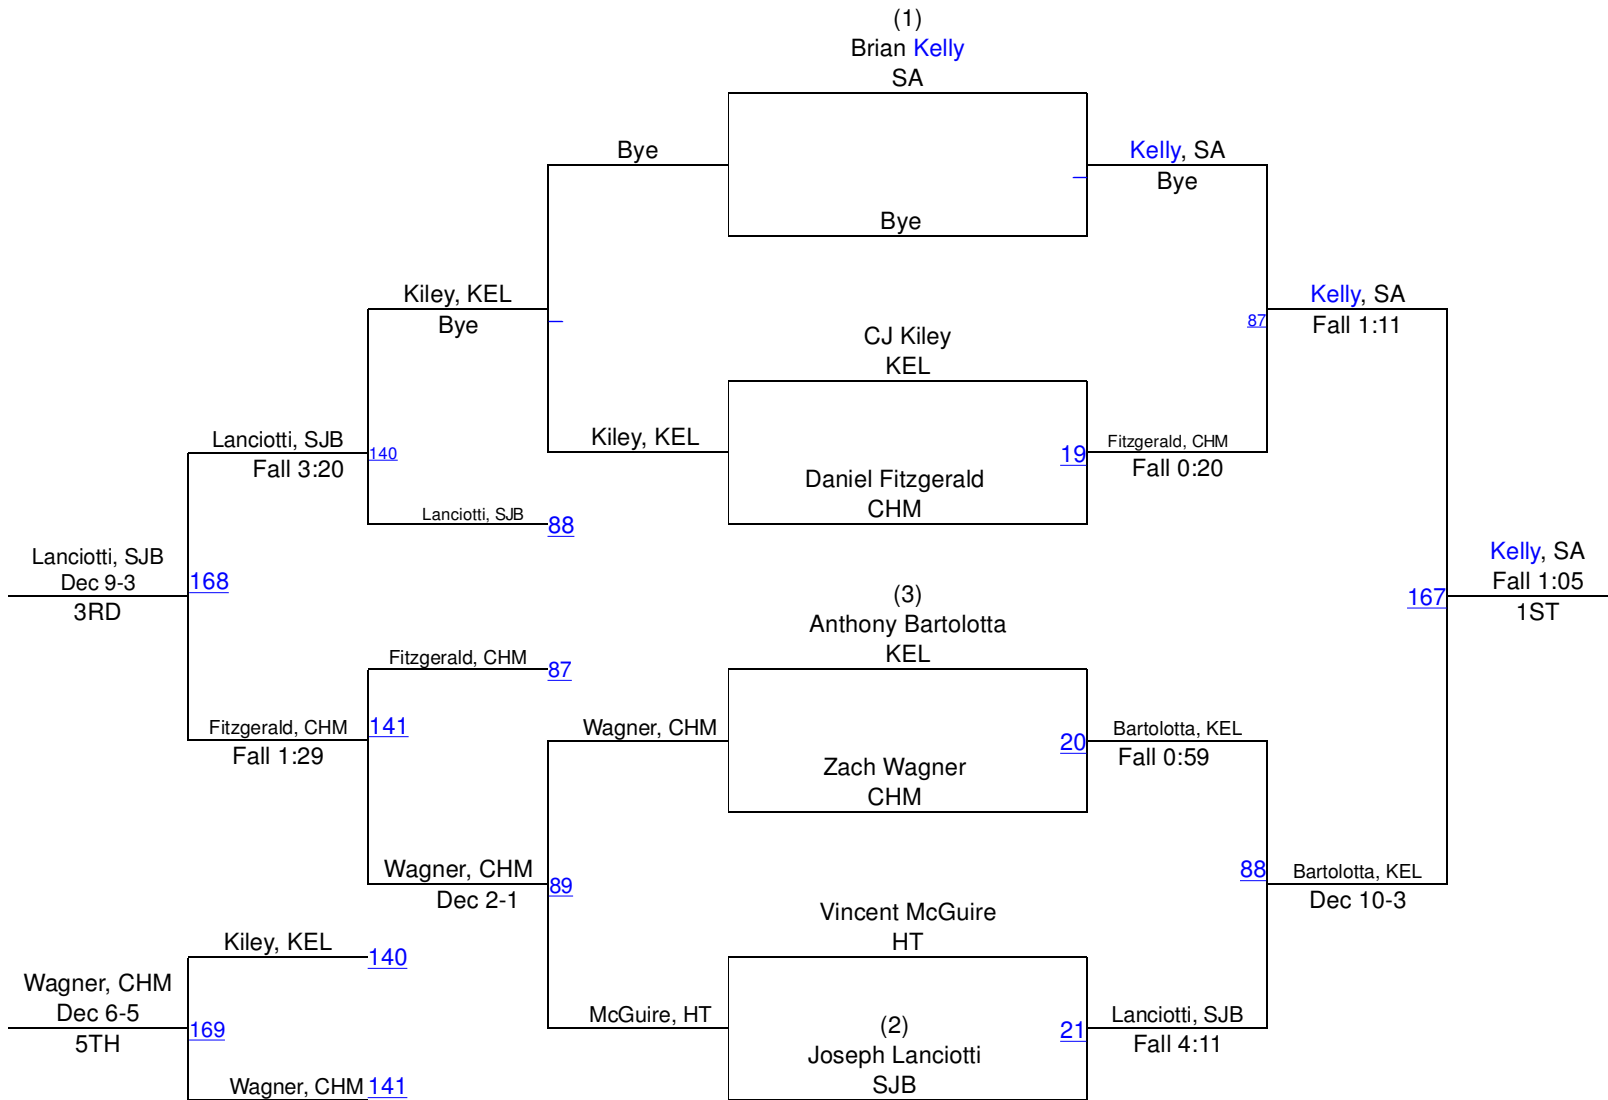 (1)
Brian Kelly
SA
Bye
Kelly, SA
Bye
Bye
Kiley, KEL
Bye
Kelly, SA
87
Fall 1:11
CJ Kiley
KEL
Lanciotti, SJB
140
Fall 3:20
Kiley, KEL
19
Fitzgerald, CHM
Fall 0:20
Daniel Fitzgerald
CHM
Lanciotti, SJB
88
Lanciotti, SJB
Dec 9-3
168
3RD
Kelly, SA
Fall 1:05
167
1ST
(3)
Anthony Bartolotta
KEL
Fitzgerald, CHM
87
Fitzgerald, CHM
141
Fall 1:29
Wagner, CHM
20
Bartolotta, KEL
Fall 0:59
Zach Wagner
CHM
Wagner, CHM
89
Dec 2-1
88
Bartolotta, KEL
Dec 10-3
Vincent McGuire
HT
Kiley, KEL
140
Wagner, CHM
Dec 6-5
169
5TH
McGuire, HT
21
Lanciotti, SJB
Fall 4:11
(2)
Joseph Lanciotti
SJB
Wagner, CHM
141